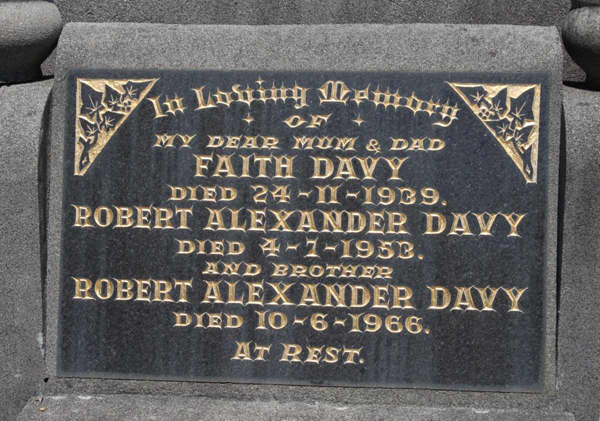 In Loving Memory
OF
MY DEAR MUM & DAD
FAITH DAVY
DIED 24-11-1939.
ROBERT ALEXANDER DAVY
DIED 4-7-1953.
AND BROTHER
ROBERT ALEXANDER DAVY
DIED 10-6-1966.
AT REST.